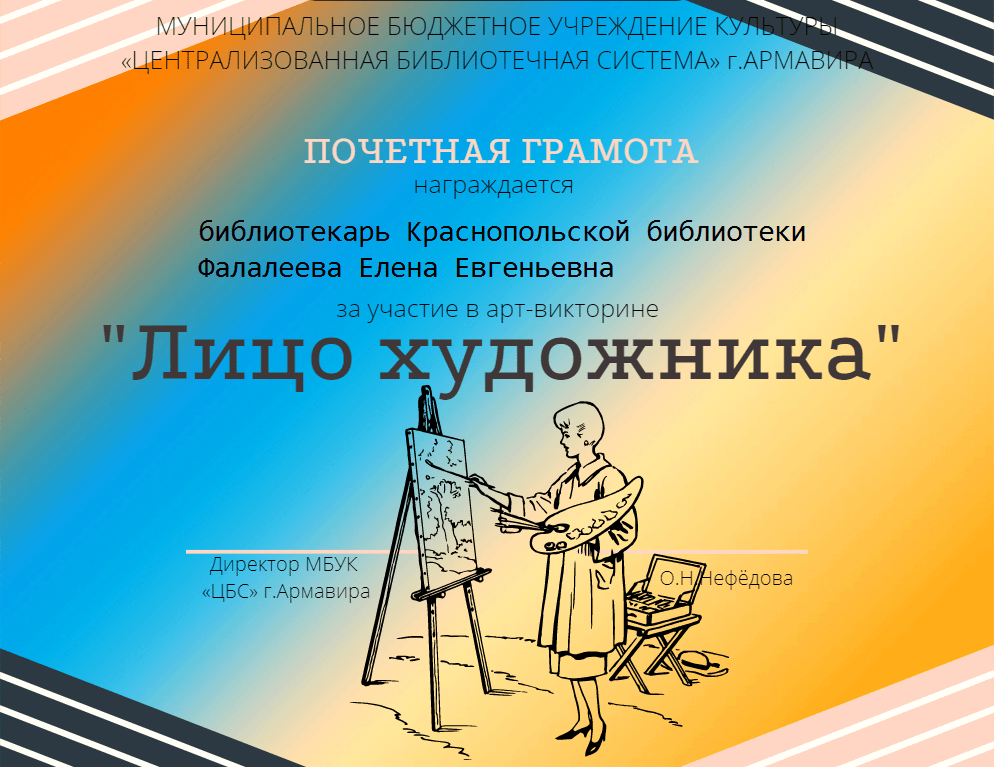 МУНИЦИПАЛЬНОЕ БЮДЖЕТНОЕ УЧРЕЖДЕНИЕ КУЛЬТУРЫ
«ЦЕНТРАЛИЗОВАННАЯ БИБЛИОТЕЧНАЯ СИСТЕМА» г.АРМАВИРА
ПОЧЕТНАЯ ГРАМОТА
награждается
библиотекарь Краснопольской библиотеки
Фалалеева Елена Евгеньевна
за участие в арт-викторине
"Лицо художника"
Директор МБУК
«ЦБС» г.Армавира
О.Н.Нефёдова